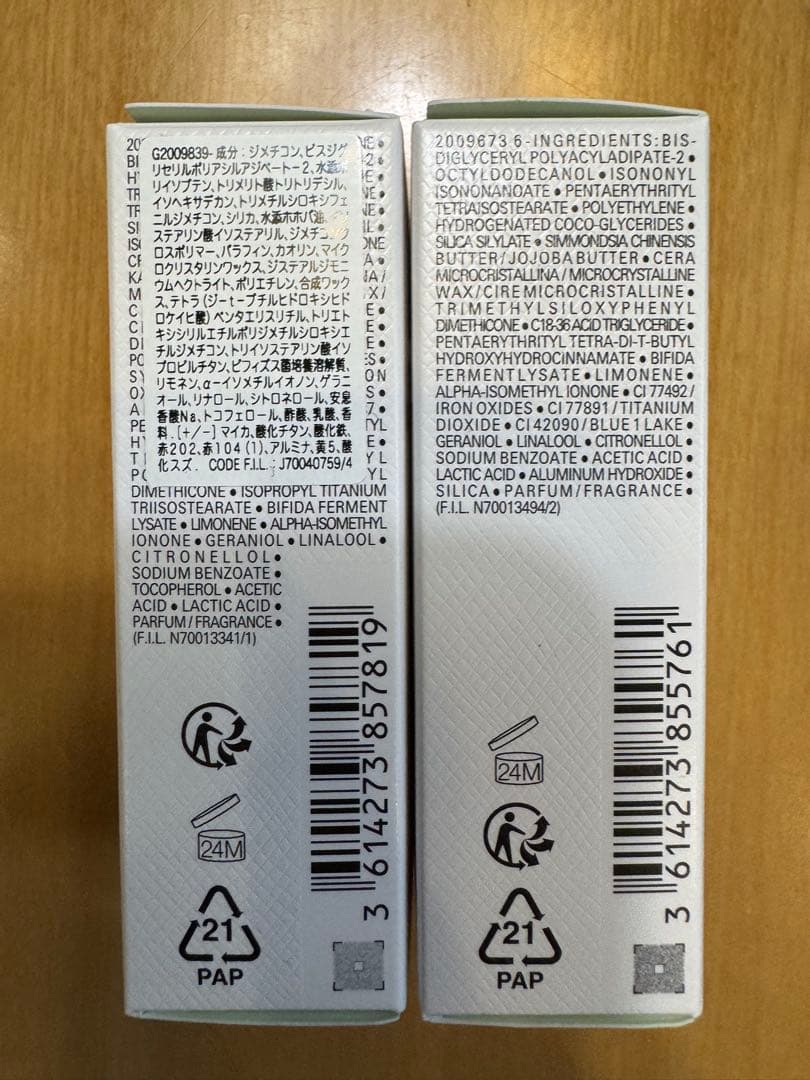 G2009839- 成分：ジメチコン、ビスジグ
リセリルポリアシルアジペート-2、水添ポ
リイソブテン、トリメリト酸トリトリデシル、
イソヘキサデカン、トリメチルシロキシフェ
ニルジメチコン、シリカ、水添ホホバ油、イソ
ステアリン酸イソステアリル、ジメチコンク
ロスポリマー、パラフィン、カオリン、マイク
ロクリスタリンワックス、ジステアルジモニ
ウムヘクトライト、ポリエチレン、合成ワック
ス、テトラ（ジ-t-ブチルヒドロキシヒド
ロケイヒ酸）ペンタエリスリチル、トリエト
キシシリルエチルポリジメチルシロキシエ
チルジメチコン、トリイソステアリン酸イソ
プロピルチタン、ビフィズス菌培養溶解質、
リモネン、α-イソメチルイオノン、ゲラニ
オール、リナロール、シトロネロール、安息
香酸Na、トコフェロール、酢酸、乳酸、香
料．[+/-] マイカ、酸化チタン、酸化鉄、
赤202、赤104（1）、アルミナ、黄5、酸
化スズ． CODE F.I.L. : J70040759/4
DIMETHICONE • ISOPROPYL TITANIUM
TRIISOSTEARATE • BIFIDA FERMENT
LYSATE • LIMONENE • ALPHA-ISOMETHYL
IONONE • GERANIOL • LINALOOL •
CITRONELLOL •
SODIUM BENZOATE •
TOCOPHEROL • ACETIC
ACID • LACTIC ACID •
PARFUM / FRAGRANCE •
(F.I.L. N70013341/1)
3 614273 857819
24M
21
PAP
2009673 6 - INGREDIENTS: BIS-
DIGLYCERYL POLYACYLADIPATE-2 •
OCTYLDODECANOL • ISONONYL
ISONONANOATE • PENTAERYTHRITYL
TETRAISOSTEARATE • POLYETHYLENE •
HYDROGENATED COCO-GLYCERIDES •
SILICA SILYLATE • SIMMONDSIA CHINENSIS
BUTTER / JOJOBA BUTTER • CERA
MICROCRISTALLINA / MICROCRYSTALLINE
WAX / CIRE MICROCRISTALLINE •
TRIMETHYLSILOXYPHENYL
DIMETHICONE • C18-36 ACID TRIGLYCERIDE •
PENTAERYTHRITYL TETRA-DI-T-BUTYL
HYDROXYHYDROCINNAMATE • BIFIDA
FERMENT LYSATE • LIMONENE •
ALPHA-ISOMETHYL IONONE • CI 77492 /
IRON OXIDES • CI 77891 / TITANIUM
DIOXIDE • CI 42090 / BLUE 1 LAKE •
GERANIOL • LINALOOL • CITRONELLOL •
SODIUM BENZOATE • ACETIC ACID •
LACTIC ACID • ALUMINUM HYDROXIDE •
SILICA • PARFUM / FRAGRANCE •
(F.I.L. N70013494/2)
3 614273 855761
24M
21
PAP